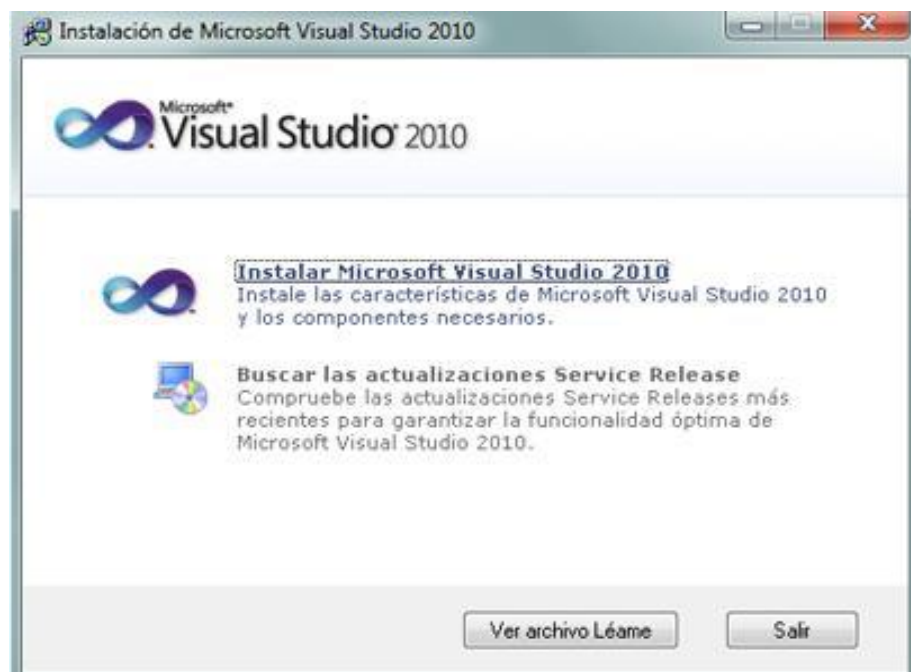 Instalación de Microsoft Visual Studio 2010
Microsoft®
Visual Studio® 2010
Instalar Microsoft Visual Studio 2010
Instale las características de Microsoft Visual Studio 2010
y los componentes necesarios.
Buscar las actualizaciones Service Release
Compruebe las actualizaciones Service Releases más
recientes para garantizar la funcionalidad óptima de
Microsoft Visual Studio 2010.
Ver archivo Léame
Salir